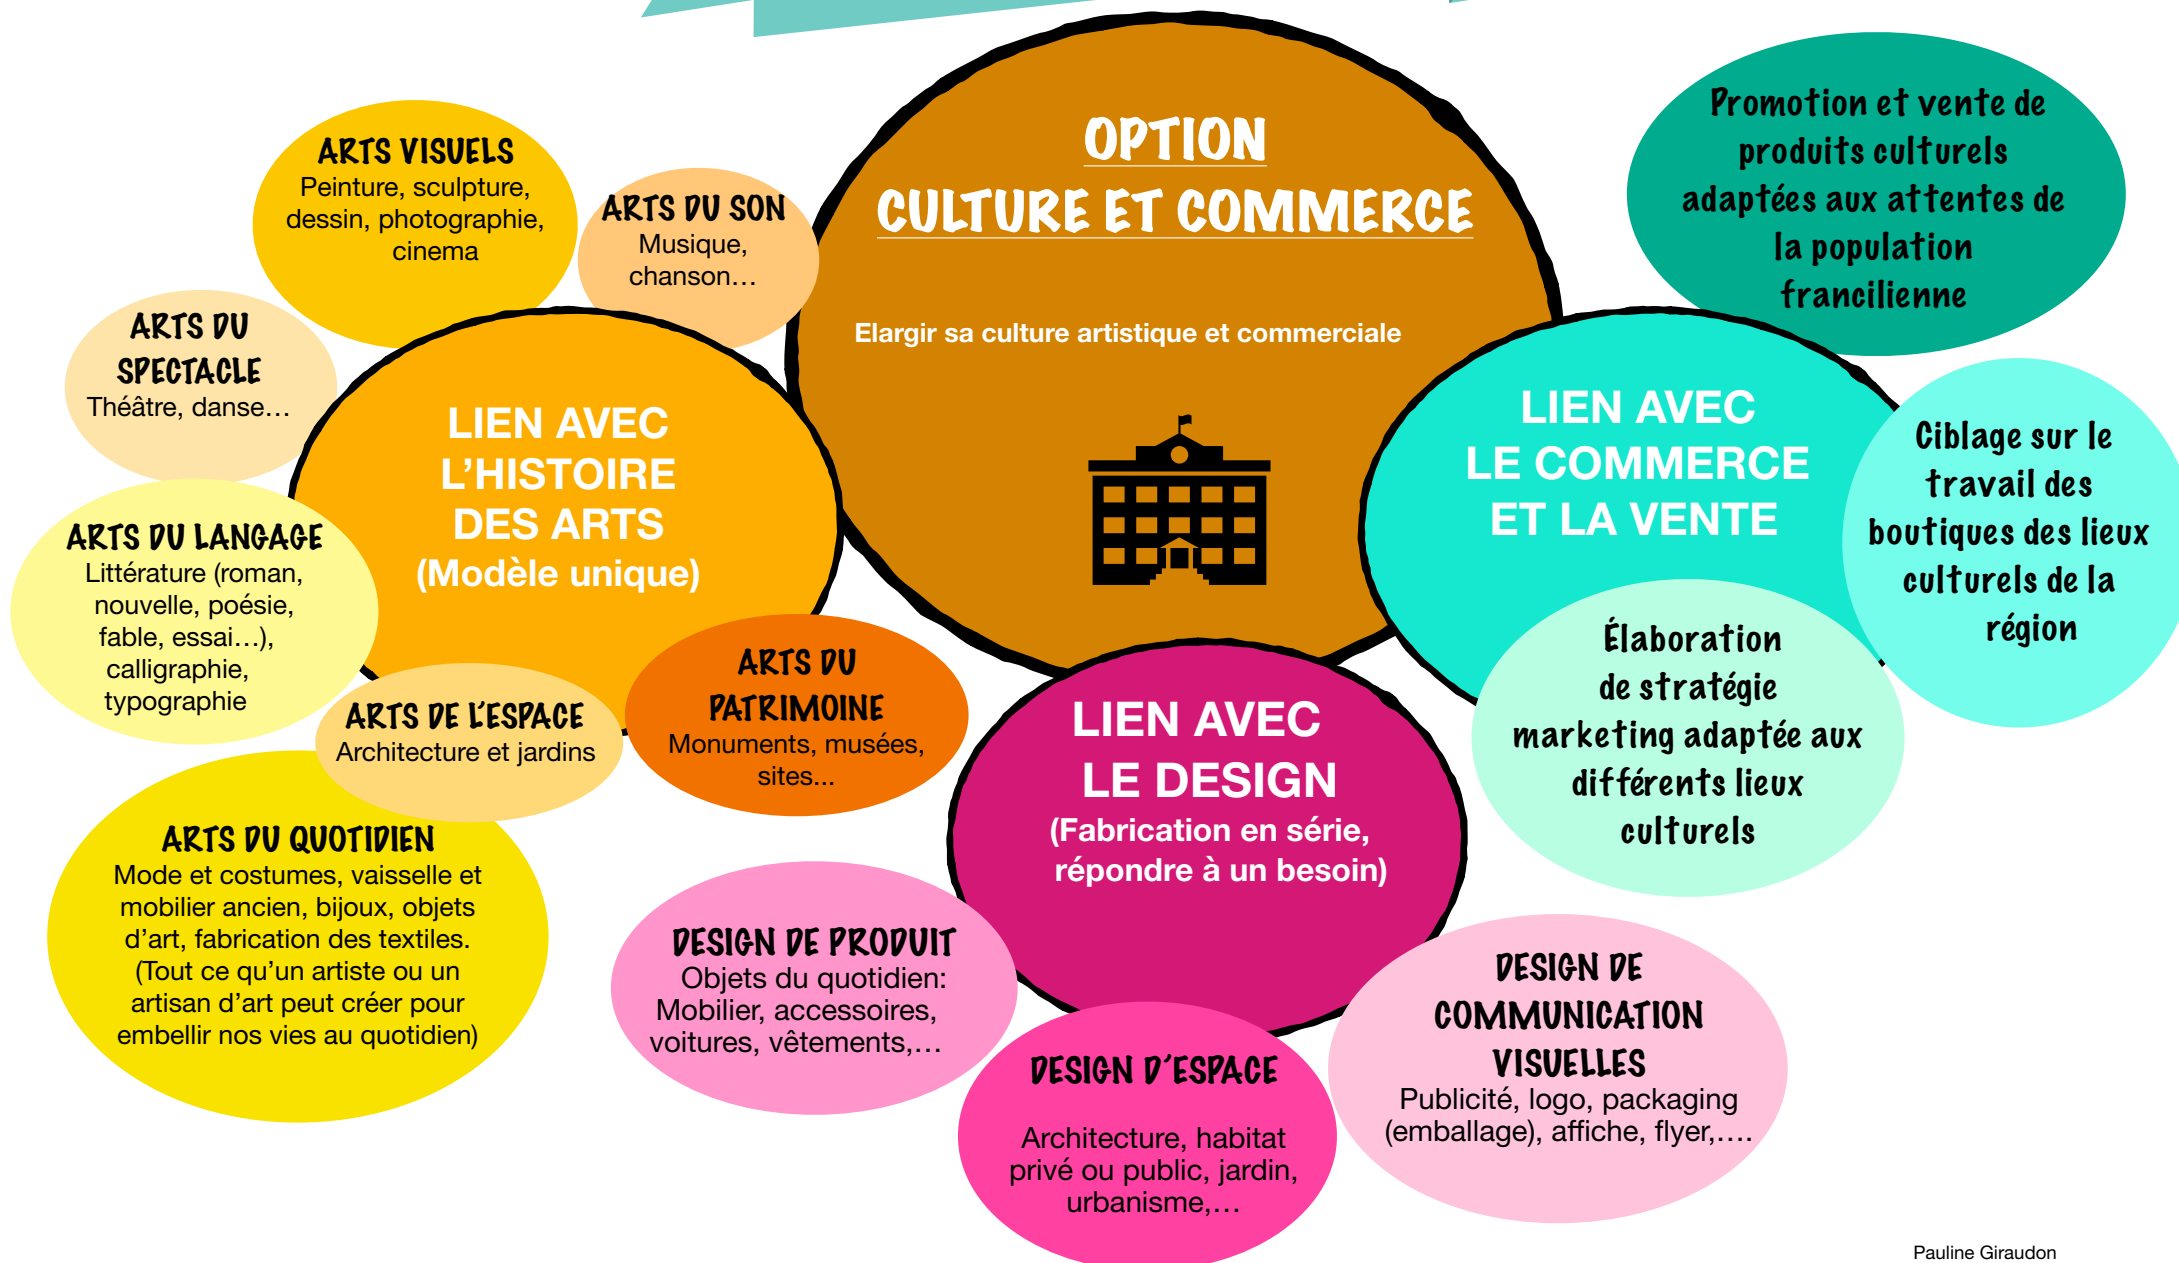 OPTION
CULTURE ET COMMERCE
Elargir sa culture artistique et commerciale
ARTS VISUELS
Peinture, sculpture,
dessin, photographie,
cinema
ARTS DU SON
Musique,
chanson…
ARTS DU
SPECTACLE
Théâtre, danse…
LIEN AVEC
L'HISTOIRE
DES ARTS
(Modèle unique)
ARTS DU LANGAGE
Littérature (roman,
nouvelle, poésie,
fable, essai…),
calligraphie,
typographie
ARTS DE L'ESPACE
Architecture et jardins
ARTS DU
PATRIMOINE
Monuments, musées,
sites...
ARTS DU QUOTIDIEN
Mode et costumes, vaisselle et
mobilier ancien, bijoux, objets
d'art, fabrication des textiles.
(Tout ce qu'un artiste ou un
artisan d'art peut créer pour
embellir nos vies au quotidien)
LIEN AVEC
LE DESIGN
(Fabrication en série,
répondre à un besoin)
DESIGN DE PRODUIT
Objets du quotidien:
Mobilier, accessoires,
voitures, vêtements,…
DESIGN D'ESPACE
Architecture, habitat
privé ou public, jardin,
urbanisme,…
DESIGN DE
COMMUNICATION
VISUELLES
Publicité, logo, packaging
(emballage), affiche, flyer,….
LIEN AVEC
LE COMMERCE
ET LA VENTE
Promotion et vente de
produits culturels
adaptées aux attentes de
la population
francilienne
Ciblage sur le
travail des
boutiques des lieux
culturels de la
région
Élaboration
de stratégie
marketing adaptée aux
différents lieux
culturels
Pauline Giraudon